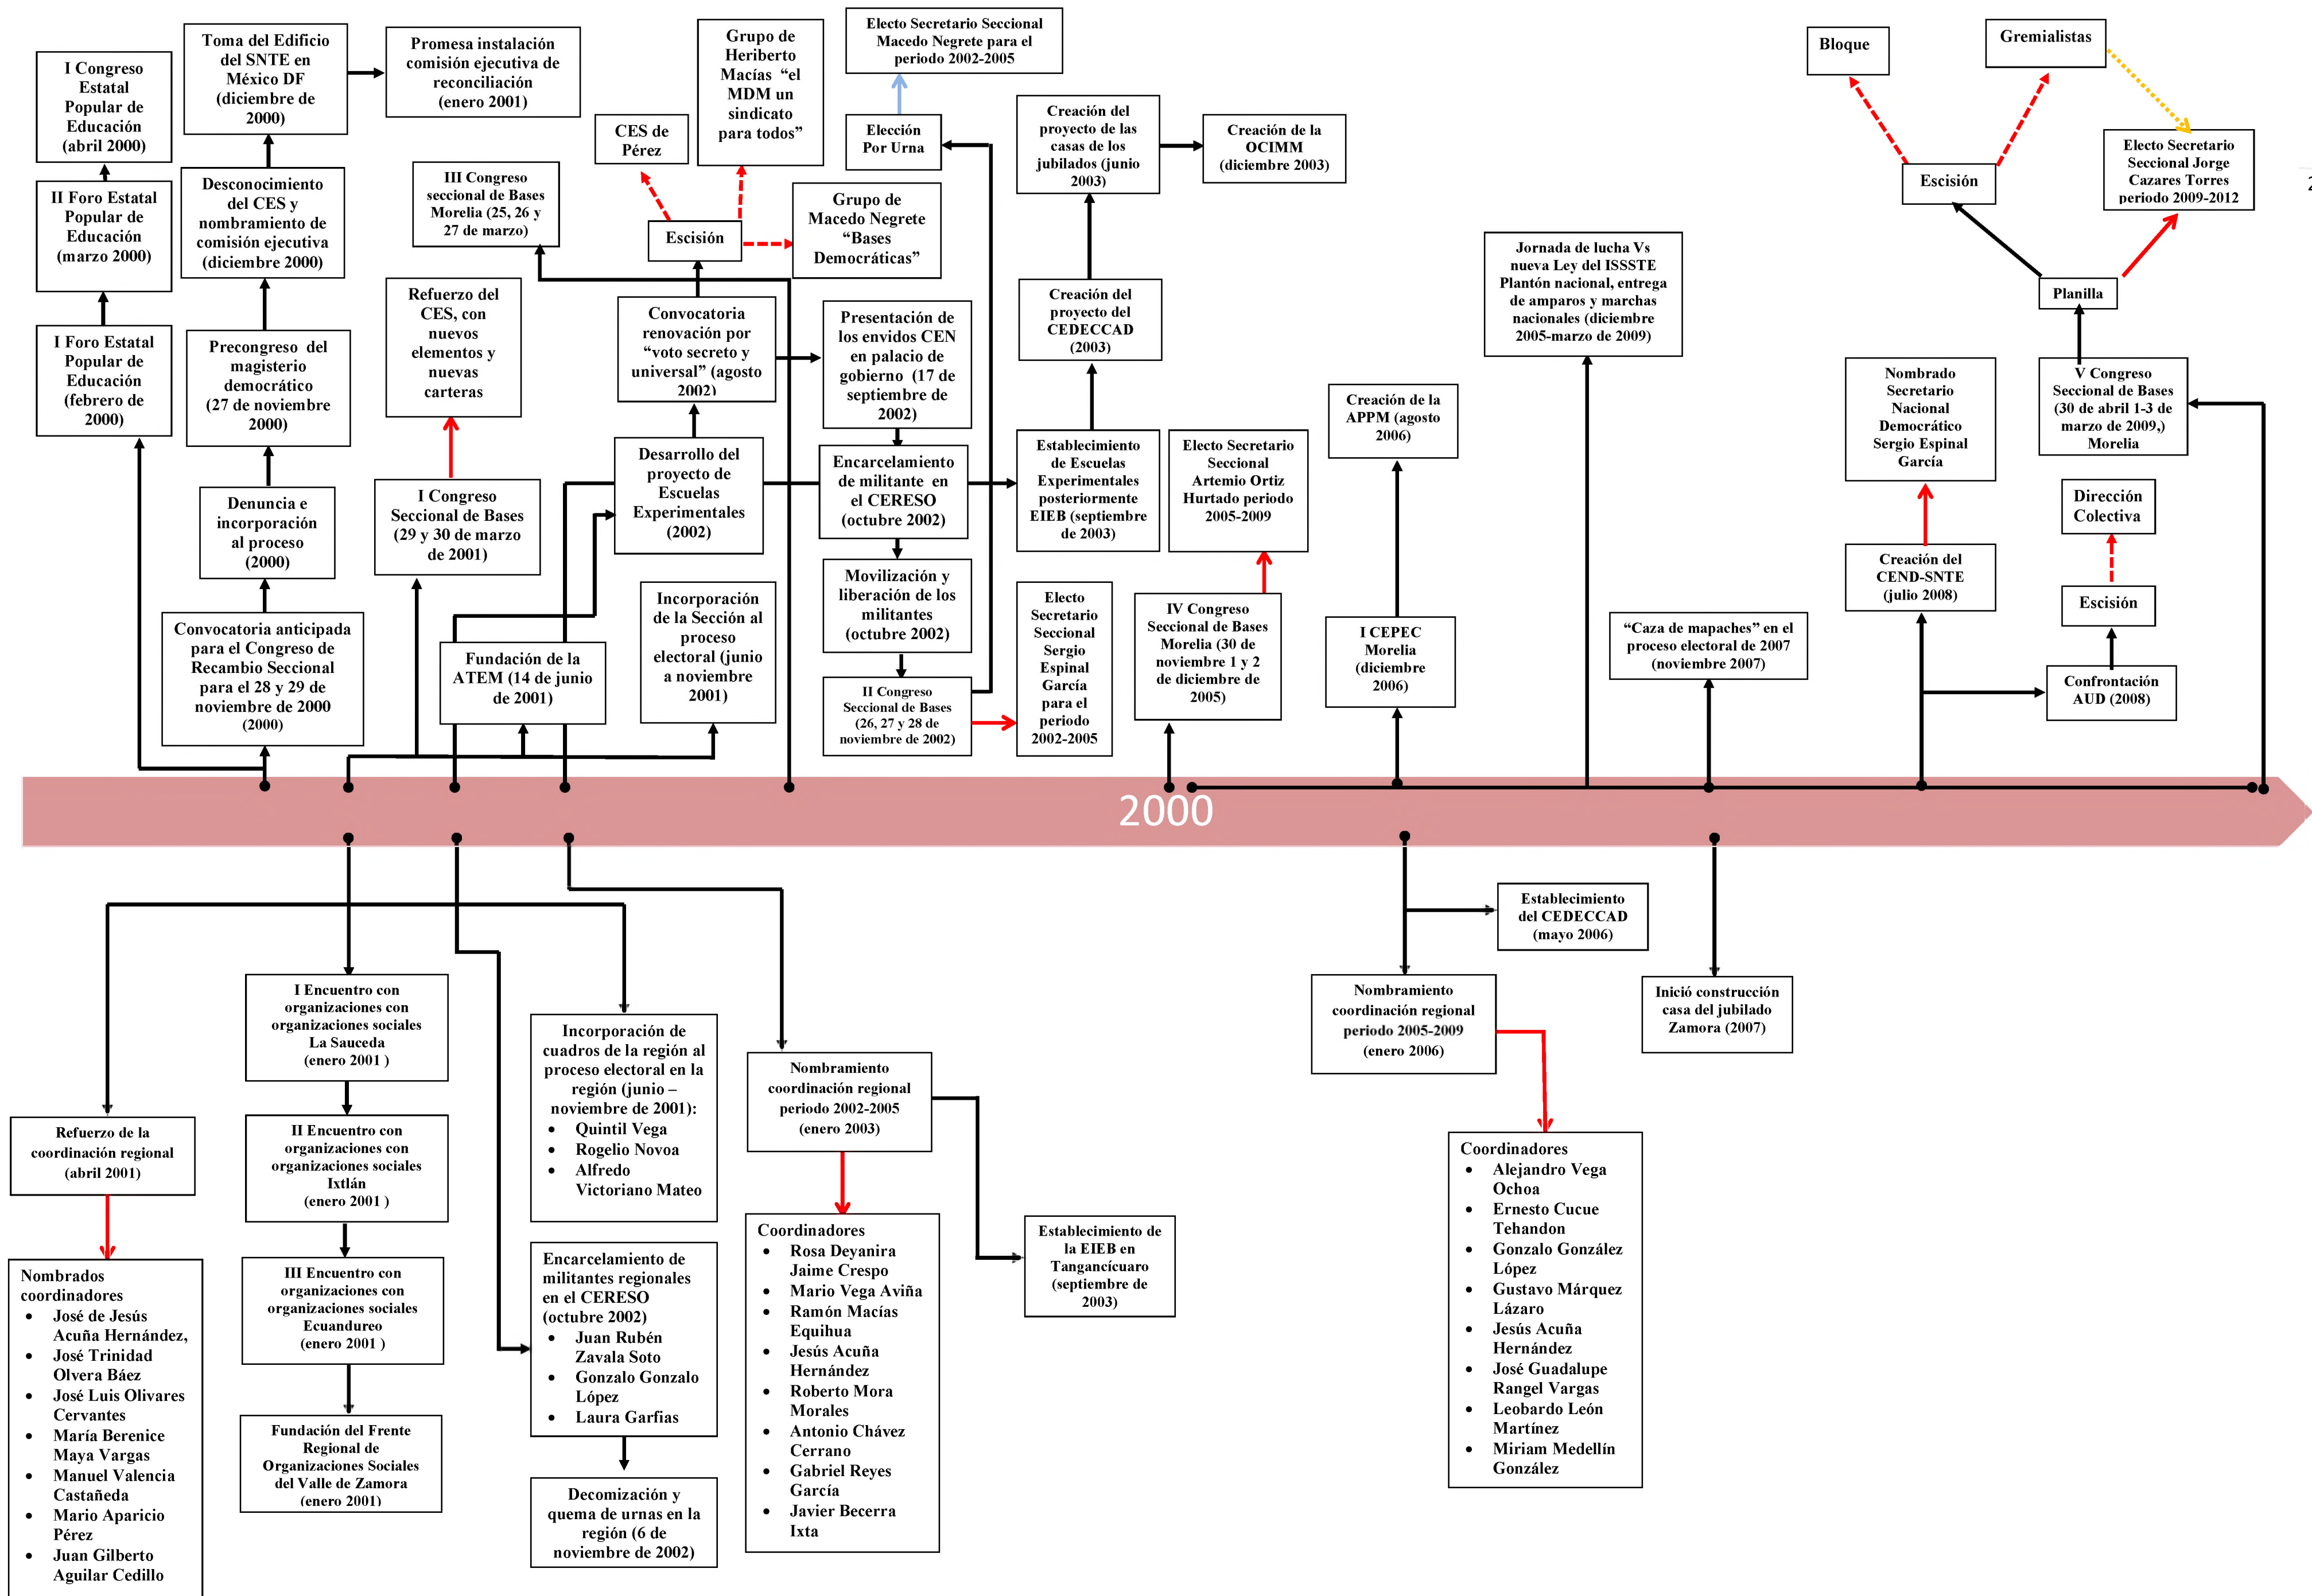 I Congreso
Estatal
Popular de
Educación
(abril 2000)
II Foro Estatal
Popular de
Educación
(marzo 2000)
I Foro Estatal
Popular de
Educación
(febrero de
2000)
Toma del Edificio
del SNTE en
México DF
(diciembre de
2000)
Desconocimiento
del CES y
nombramiento de
comisión ejecutiva
(diciembre 2000)
Precongreso del
magisterio
democrático
(27 de noviembre
2000)
Denuncia e
incorporación
al proceso
(2000)
Convocatoria anticipada
para el Congreso de
Recambio Seccional
para el 28 y 29 de
noviembre de 2000
(2000)
Promesa instalación
comisión ejecutiva de
reconciliación
(enero 2001)
III Congreso
seccional de Bases
Morelia (25, 26 y
27 de marzo)
Refuerzo del
CES, con
nuevos
elementos y
nuevas
carteras
I Congreso
Seccional de Bases
(29 y 30 de marzo
de 2001)
Fundación de la
ATEM (14 de junio
de 2001)
CES de
Pérez
Grupo de
Heriberto
Macías “el
MDM un
sindicato
para todos”
Escisión
Grupo de
Macedo Negrete
“Bases
Democráticas”
Convocatoria
renovación por
“voto secreto y
universal” (agosto
2002)
Desarrollo del
proyecto de
Escuelas
Experimentales
(2002)
Incorporación
de la Sección al
proceso
electoral (junio
a noviembre
2001)
Electo Secretario Seccional
Macedo Negrete para el
periodo 2002-2005
Elección
Por Urna
Presentación de
los envidos CEN
en palacio de
gobierno (17 de
septiembre de
2002)
Encarcelamiento
de militante en
el CERESO
(octubre 2002)
Movilización y
liberación de los
militantes
(octubre 2002)
II Congreso
Seccional de Bases
(26, 27 y 28 de
noviembre de 2002)
Creación del
proyecto de las
casas de los
jubilados (junio
2003)
Creación de la
OCIMM
(diciembre 2003)
Creación del
proyecto del
CEDECCAD
(2003)
Establecimiento
de Escuelas
Experimentales
posteriormente
EIEB (septiembre
de 2003)
Electo
Secretario
Seccional
Sergio
Espinal
García
para el
periodo
2002-2005
Electo Secretario
Seccional
Artemio Ortiz
Hurtado periodo
2005-2009
IV Congreso
Seccional de Bases
Morelia (30 de
noviembre 1 y 2
de diciembre de
2005)
Creación de la
APPM (agosto
2006)
I CEPEC
Morelia
(diciembre
2006)
Jornada de lucha Vs
nueva Ley del ISSSTE
Plantón nacional, entrega
de amparos y marchas
nacionales (diciembre
2005-marzo de 2009)
“Caza de mapaches” en el
proceso electoral de 2007
(noviembre 2007)
Bloque
Gremialistas
Escisión
Electo Secretario
Seccional Jorge
Cazares Torres
periodo 2009-2012
Planilla
Nombrado
Secretario
Nacional
Democrático
Sergio Espinal
García
V Congreso
Seccional de Bases
(30 de abril 1-3 de
marzo de 2009,)
Morelia
Dirección
Colectiva
Creación del
CEND-SNTE
(julio 2008)
Escisión
Confrontación
AUD (2008)
2000
Refuerzo de la
coordinación regional
(abril 2001)
Nombrados
coordinadores
• José de Jesús
Acuña Hernández,
• José Trinidad
Olvera Báez
• José Luis Olivares
Cervantes
• María Berenice
Maya Vargas
• Manuel Valencia
Castañeda
• Mario Aparicio
Pérez
• Juan Gilberto
Aguilar Cedillo
I Encuentro con
organizaciones con
organizaciones sociales
La Sauceda
(enero 2001 )
II Encuentro con
organizaciones con
organizaciones sociales
Ixtlán
(enero 2001 )
III Encuentro con
organizaciones con
organizaciones sociales
Ecuandureo
(enero 2001 )
Fundación del Frente
Regional de
Organizaciones Sociales
del Valle de Zamora
(enero 2001)
Incorporación de
cuadros de la región al
proceso electoral en la
región (junio –
noviembre de 2001):
• Quintil Vega
• Rogelio Novoa
• Alfredo
Victoriano Mateo
Encarcelamiento de
militantes regionales
en el CERESO
(octubre 2002)
• Juan Rubén
Zavala Soto
• Gonzalo Gonzalo
López
• Laura Garfias
Decomización y
quema de urnas en la
región (6 de
noviembre de 2002)
Nombramiento
coordinación regional
periodo 2002-2005
(enero 2003)
Coordinadores
• Rosa Deyanira
Jaime Crespo
• Mario Vega Aviña
• Ramón Macías
Equihua
• Jesús Acuña
Hernández
• Roberto Mora
Morales
• Antonio Chávez
Cerrano
• Gabriel Reyes
García
• Javier Becerra
Ixta
Establecimiento de
la EIEB en
Tangancícuaro
(septiembre de
2003)
Establecimiento
del CEDECCAD
(mayo 2006)
Nombramiento
coordinación regional
periodo 2005-2009
(enero 2006)
Inició construcción
casa del jubilado
Zamora (2007)
Coordinadores
• Alejandro Vega
Ochoa
• Ernesto Cucue
Tehandon
• Gonzalo González
López
• Gustavo Márquez
Lázaro
• Jesús Acuña
Hernández
• José Guadalupe
Rangel Vargas
• Leobardo León
Martínez
• Miriam Medellín
González